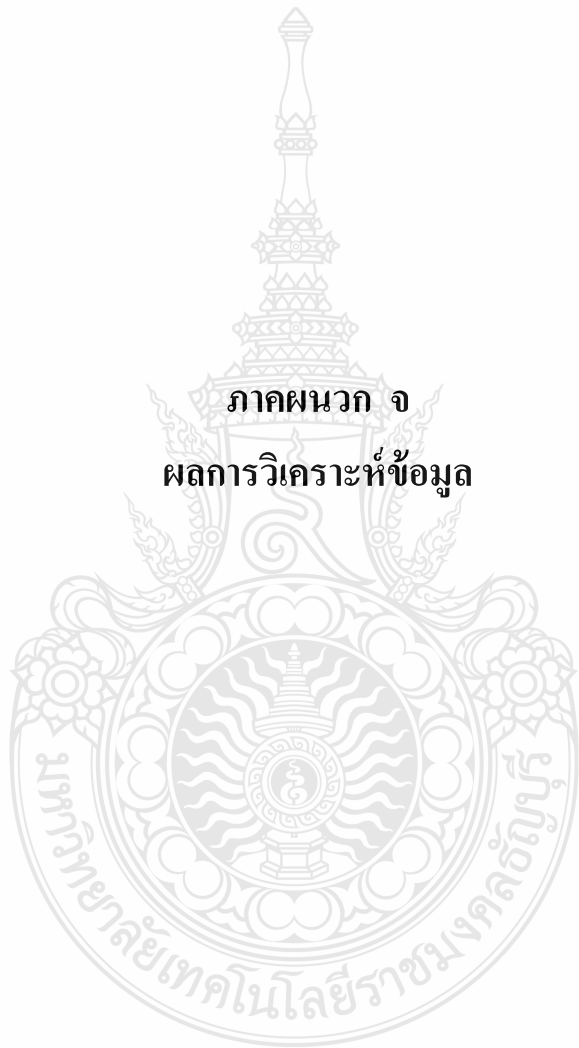 ภาคผนวก จ
ผลการวิเคราะห์ข้อมูล
มหาวิทยาลัยเทคโนโลยีราชมงคลธัญบุรี